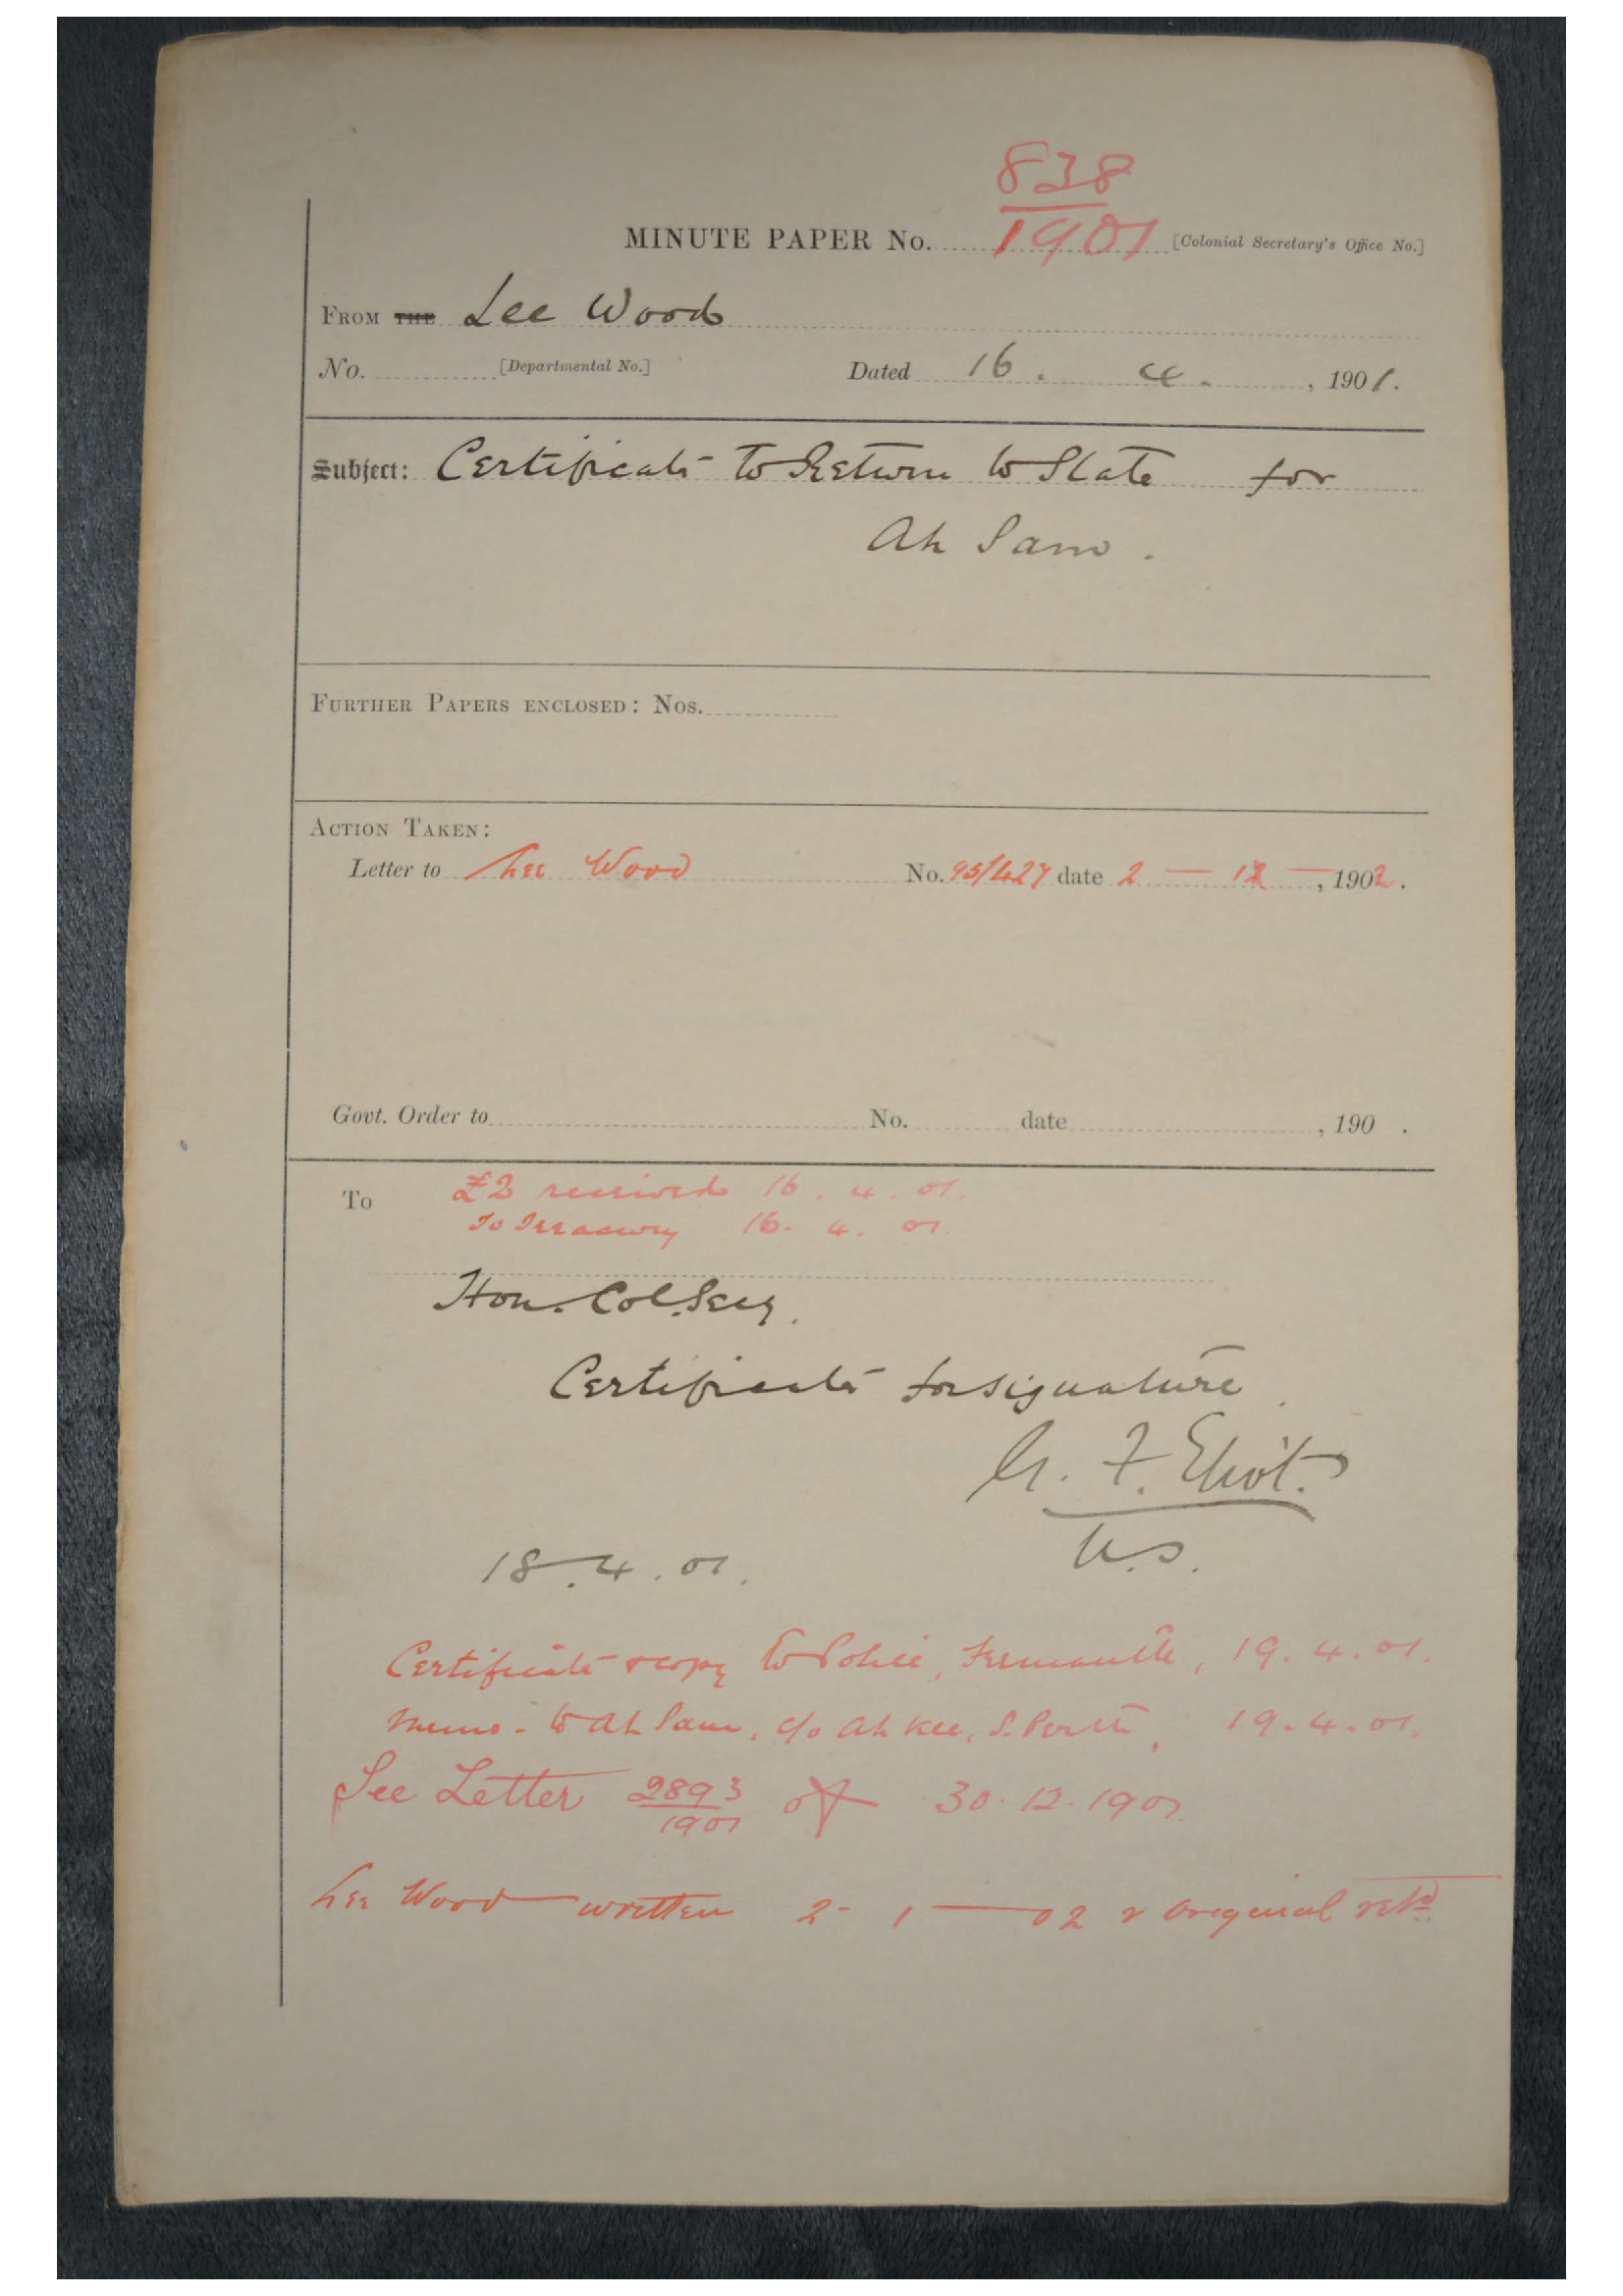 838
MINUTE PAPER No. 1901 [Colonial Secretary's Office No.]
FROM THE Lee Wood
No. [Departmental No.] Dated 16. 4. , 1901.
Subject: Certificate to Return to State for
Ah Sam.
FURTHER PAPERS ENCLOSED: Nos.
ACTION TAKEN:
Letter to Lee Wood No. 95/427 date 2 — 12 — , 1902.
Govt. Order to No. date , 190 .
To £2 received 16. 4. 01.
To Treasury 16. 4. 01
Hon. Col. Secy.
Certificate for signature.
G. F. Eliot.
U.S.
18.4.01.
Certificate & copy to Police, Fremantle, 19.4.01.
Memo. to Ah Sam, c/o Ah Kee, S. Perth, 19.4.01.
See Letter 2893/1901 of 30.12.1901
Lee Wood written 2 - 1 — 02 & original retd.